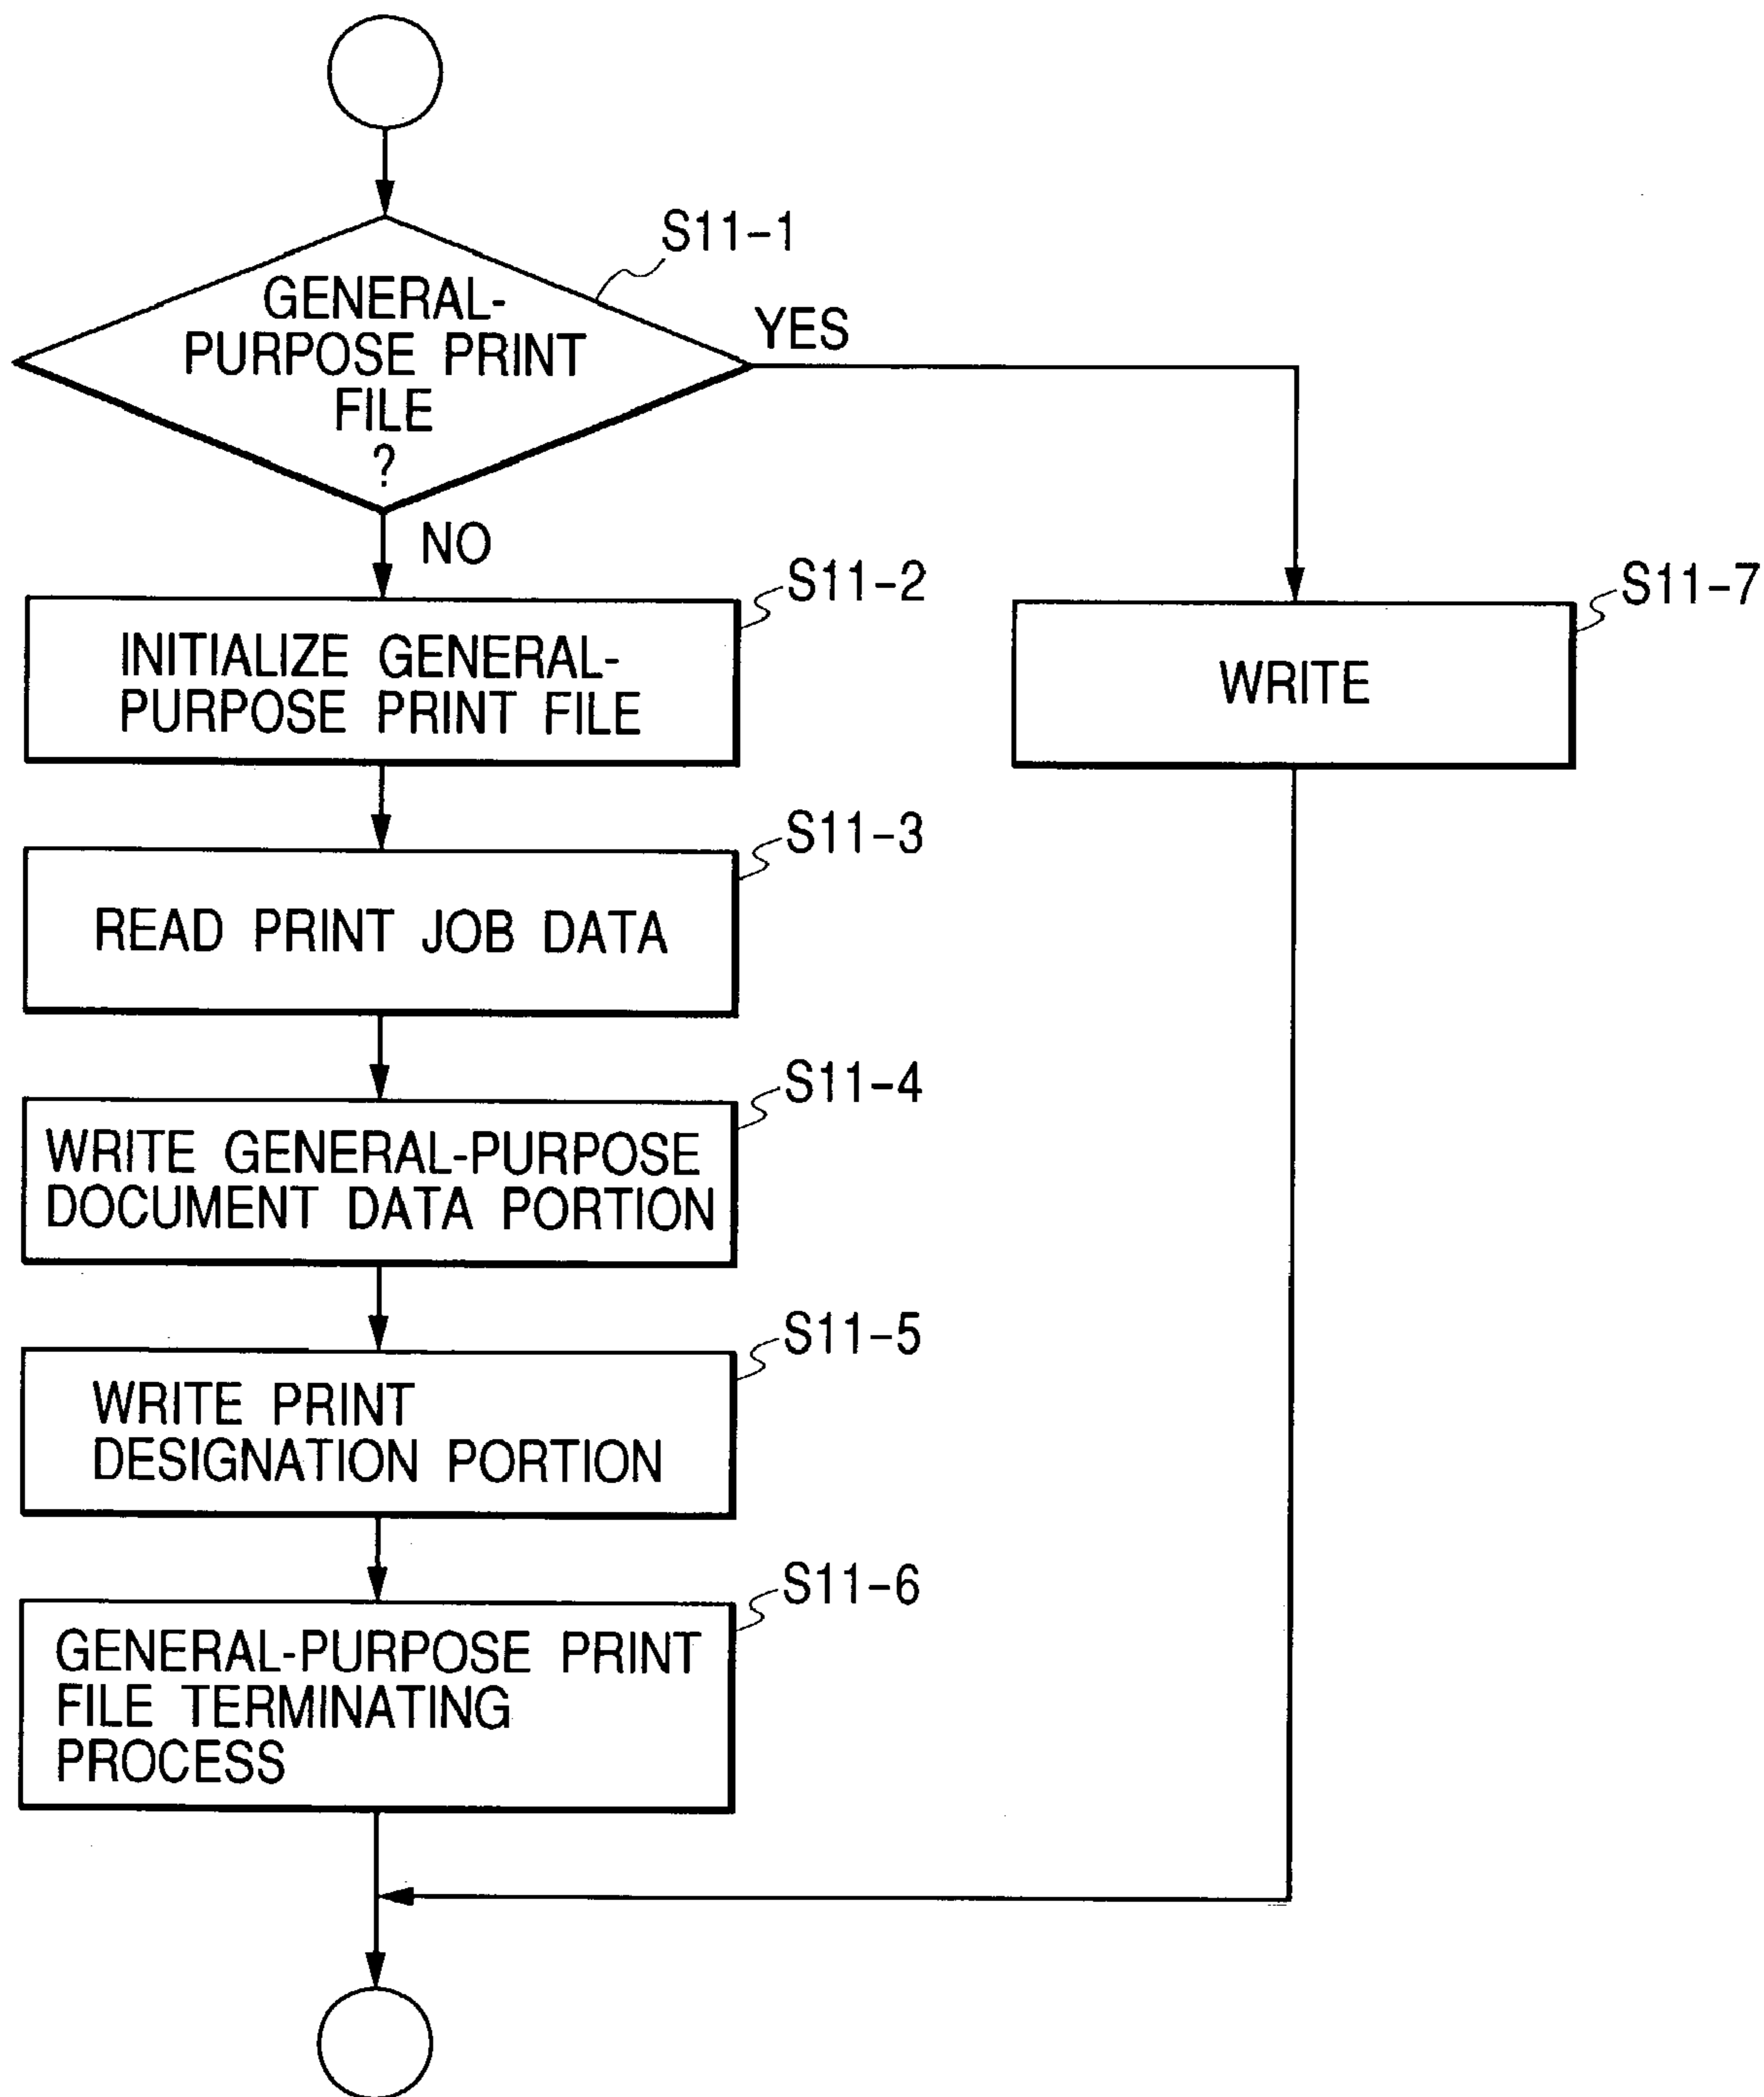 S11-1
GENERAL-
PURPOSE PRINT
FILE
?
YES
NO
S11-2
INITIALIZE GENERAL-
PURPOSE PRINT FILE
S11-7
WRITE
S11-3
READ PRINT JOB DATA
S11-4
WRITE GENERAL-PURPOSE
DOCUMENT DATA PORTION
S11-5
WRITE PRINT
DESIGNATION PORTION
S11-6
GENERAL-PURPOSE PRINT
FILE TERMINATING
PROCESS